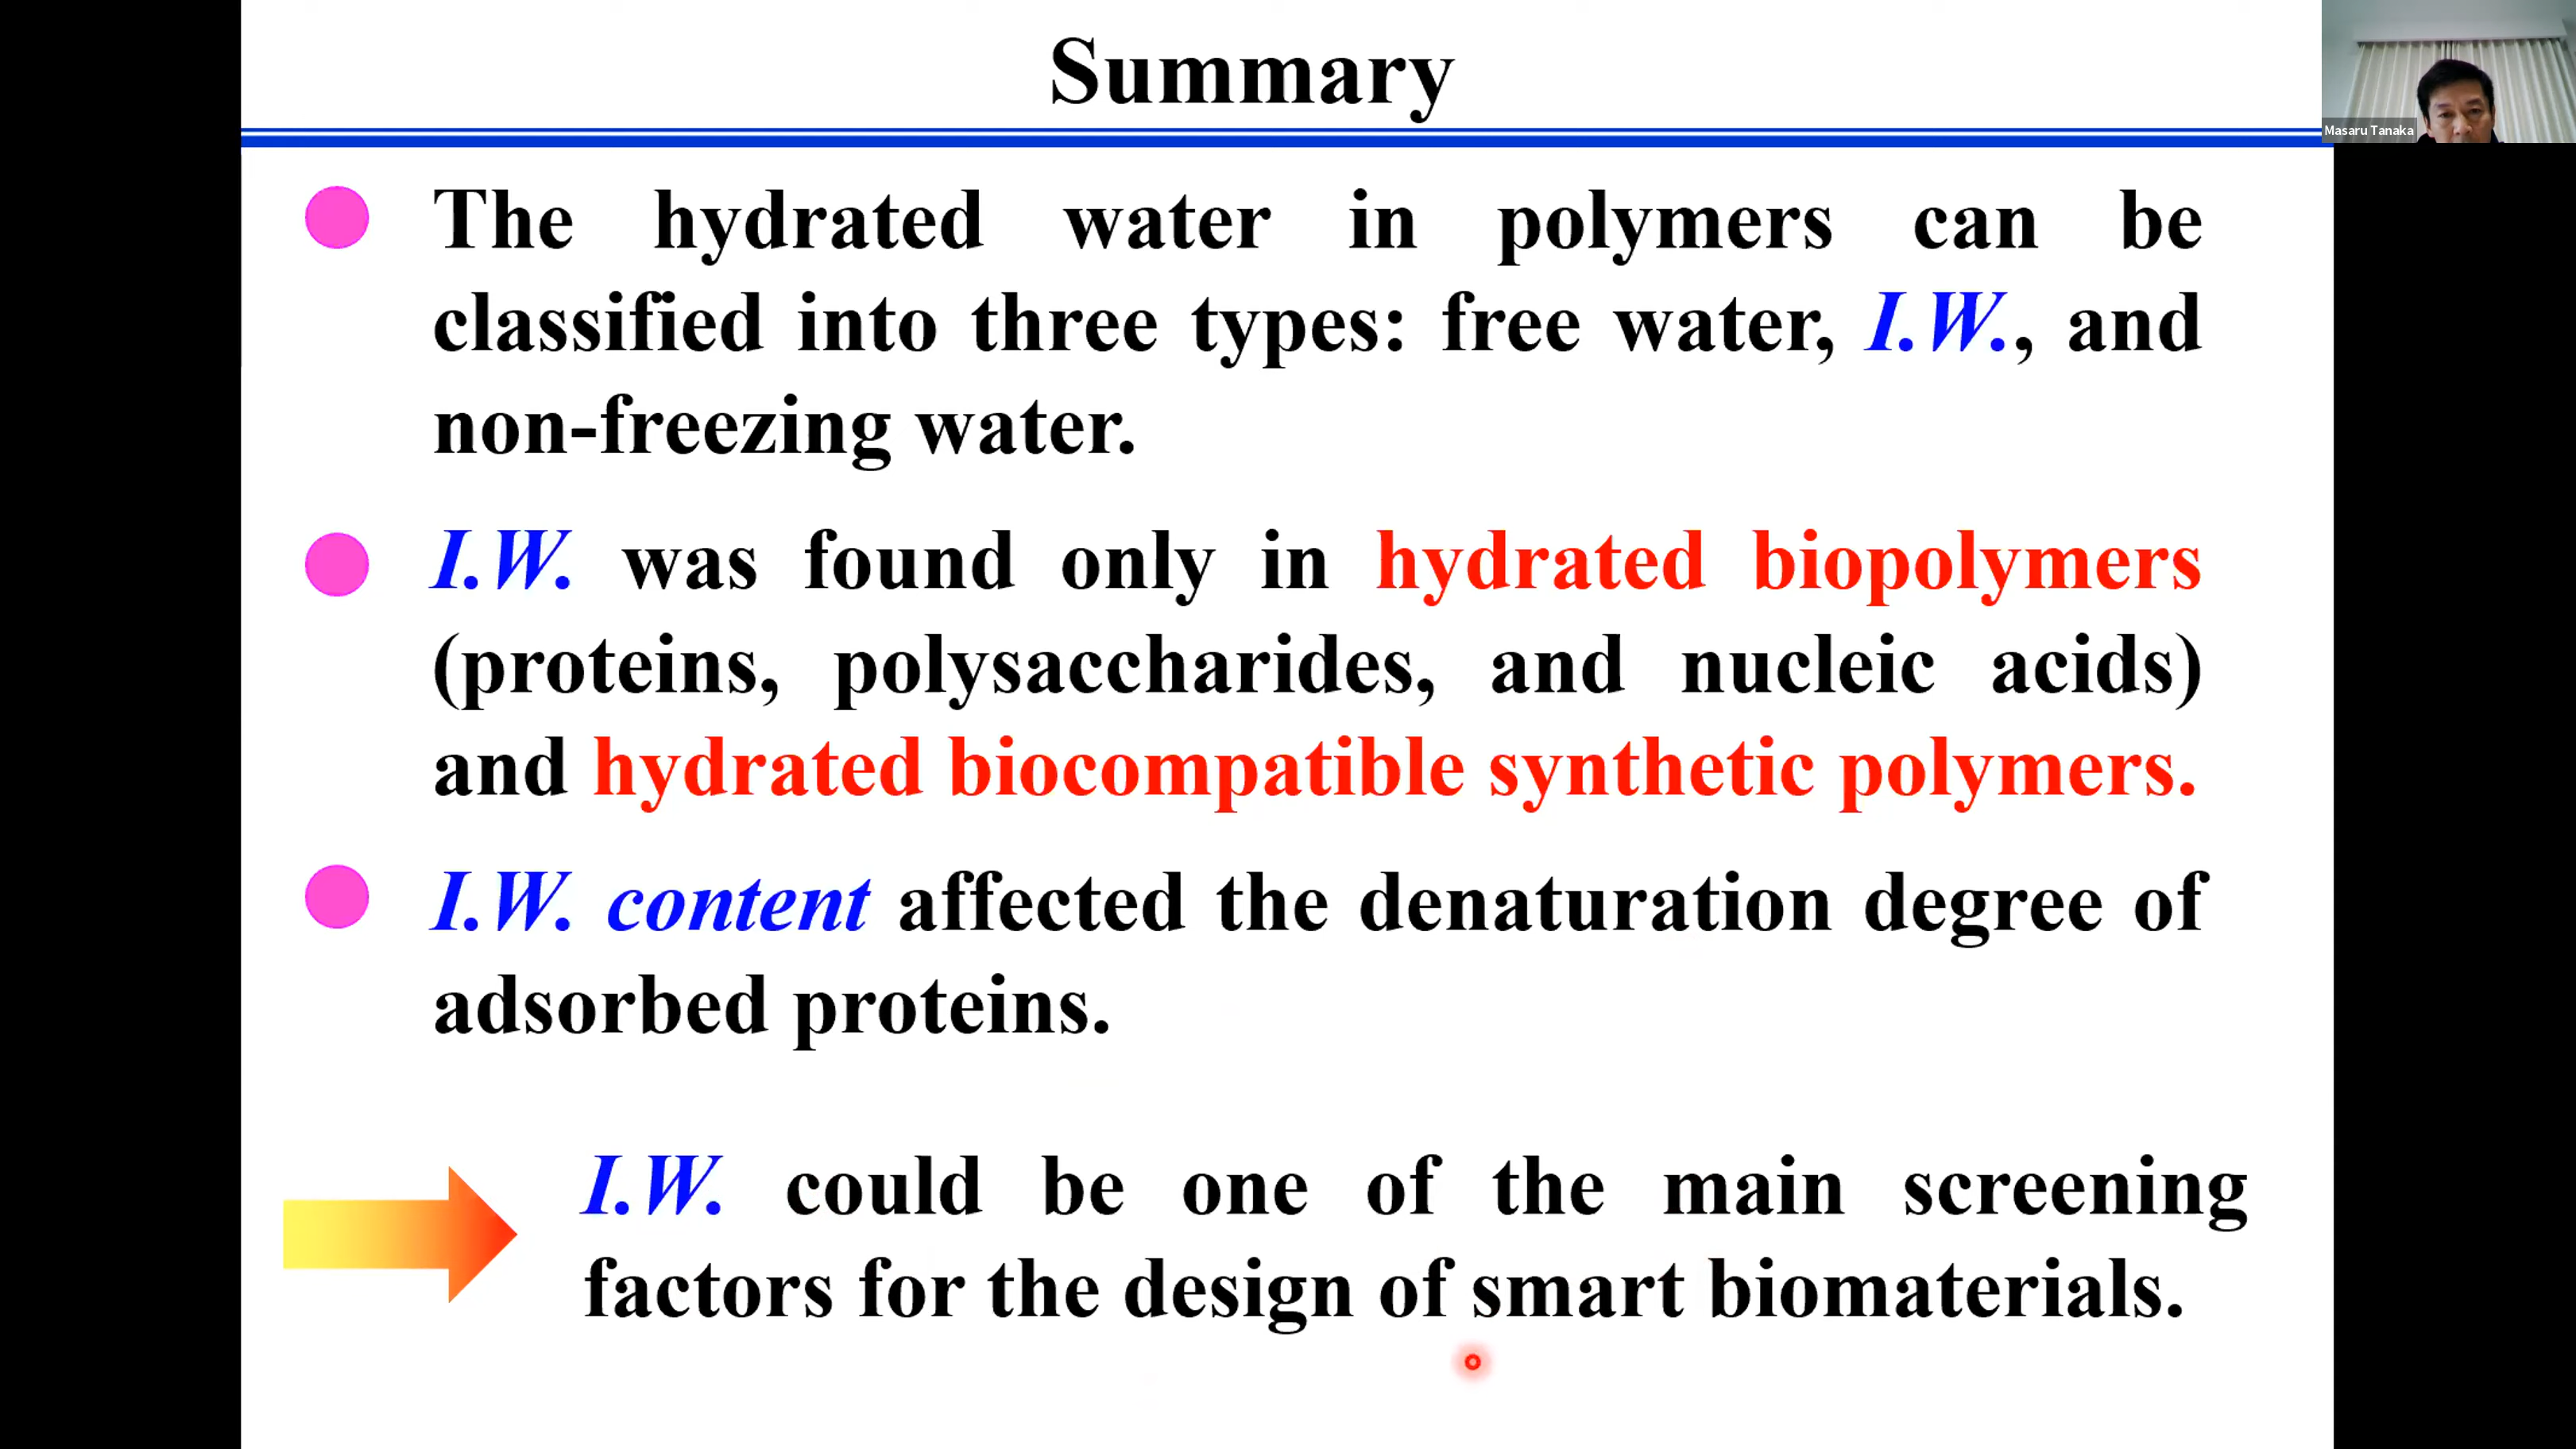 Summary
Masaru Tanaka
The hydrated water in polymers can be
classified into three types: free water, I.W., and
non-freezing water.
I.W. was found only in hydrated biopolymers
(proteins, polysaccharides, and nucleic acids)
and hydrated biocompatible synthetic polymers.
I.W. content affected the denaturation degree of
adsorbed proteins.
I.W. could be one of the main screening
factors for the design of smart biomaterials.